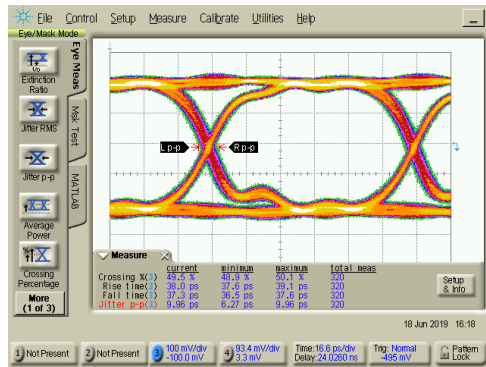 File Control Setup Measure Calibrate Utilities Help
Eye/Mask Mode
Extinction
Ratio
Jitter RMS
Jitter p-p
Average
Power
Crossing
Percentage
More
(1 of 3)
Eye Meas
Msk Test
MATLAB
L p-p
R p-p
Measure
current minimum maximum total meas
Crossing %(3) 49.5 % 48.9 % 50.1 % 320
Rise time(3) 38.0 ps 37.6 ps 39.1 ps 320
Fall time(3) 37.3 ps 36.5 ps 37.6 ps 320
Jitter p-p(3) 9.96 ps 6.27 ps 9.96 ps 320
Setup
& Info
18 Jun 2019 16:18
1 Not Present
2 Not Present
3 100 mV/div
-100.0 mV
4 93.4 mV/div
3.3 mV
Time:16.6 ps/div
Delay:24.0260 ns
Trig: Normal
-495 mV
Pattern
Lock